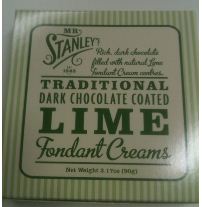 MR
STANLEY'S
Rich, dark chocolate
filled with natural Lime
fondant Cream centres.
TRADITIONAL
DARK CHOCOLATE COATED
LIME
Fondant Creams
Net Weight 3.17oz (90g)